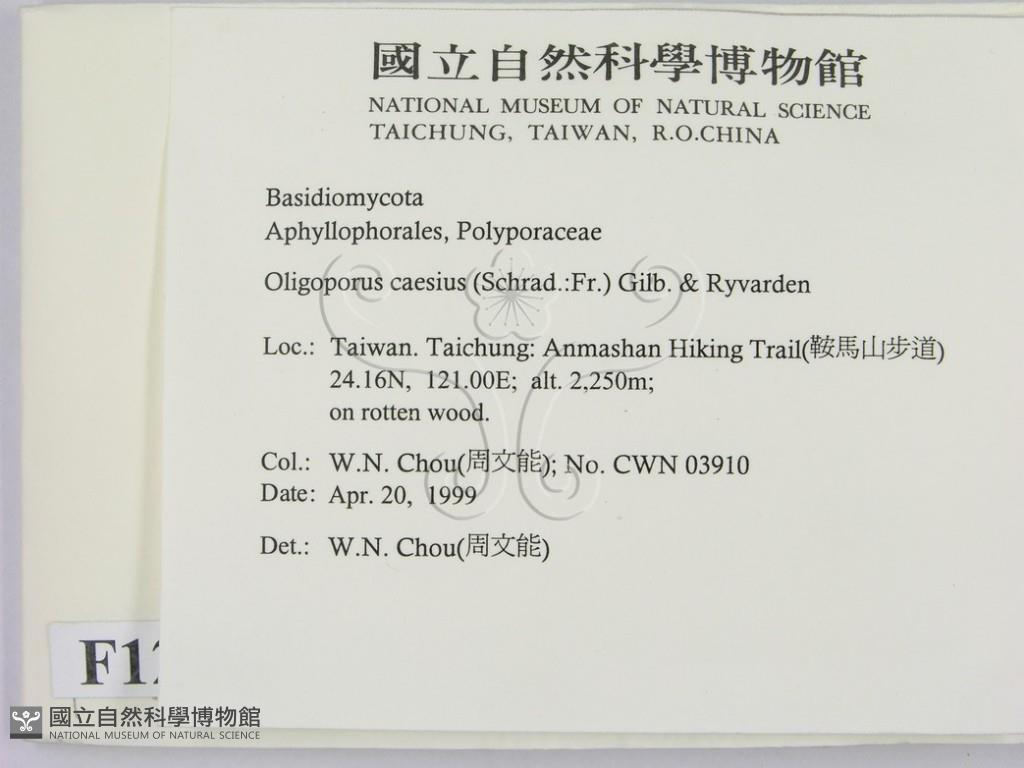 國立自然科學博物館
NATIONAL MUSEUM OF NATURAL SCIENCE
TAICHUNG, TAIWAN, R.O.CHINA
Basidiomycota
Aphyllophorales, Polyporaceae
Oligoporus caesius (Schrad.:Fr.) Gilb. & Ryvarden
Loc.: Taiwan. Taichung: Anmashan Hiking Trail(鞍馬山步道)
24.16N, 121.00E; alt. 2,250m;
on rotten wood.
Col.: W.N. Chou(周文能); No. CWN 03910
Date: Apr. 20, 1999
Det.: W.N. Chou(周文能)
F12
國立自然科學博物館
NATIONAL MUSEUM OF NATURAL SCIENCE